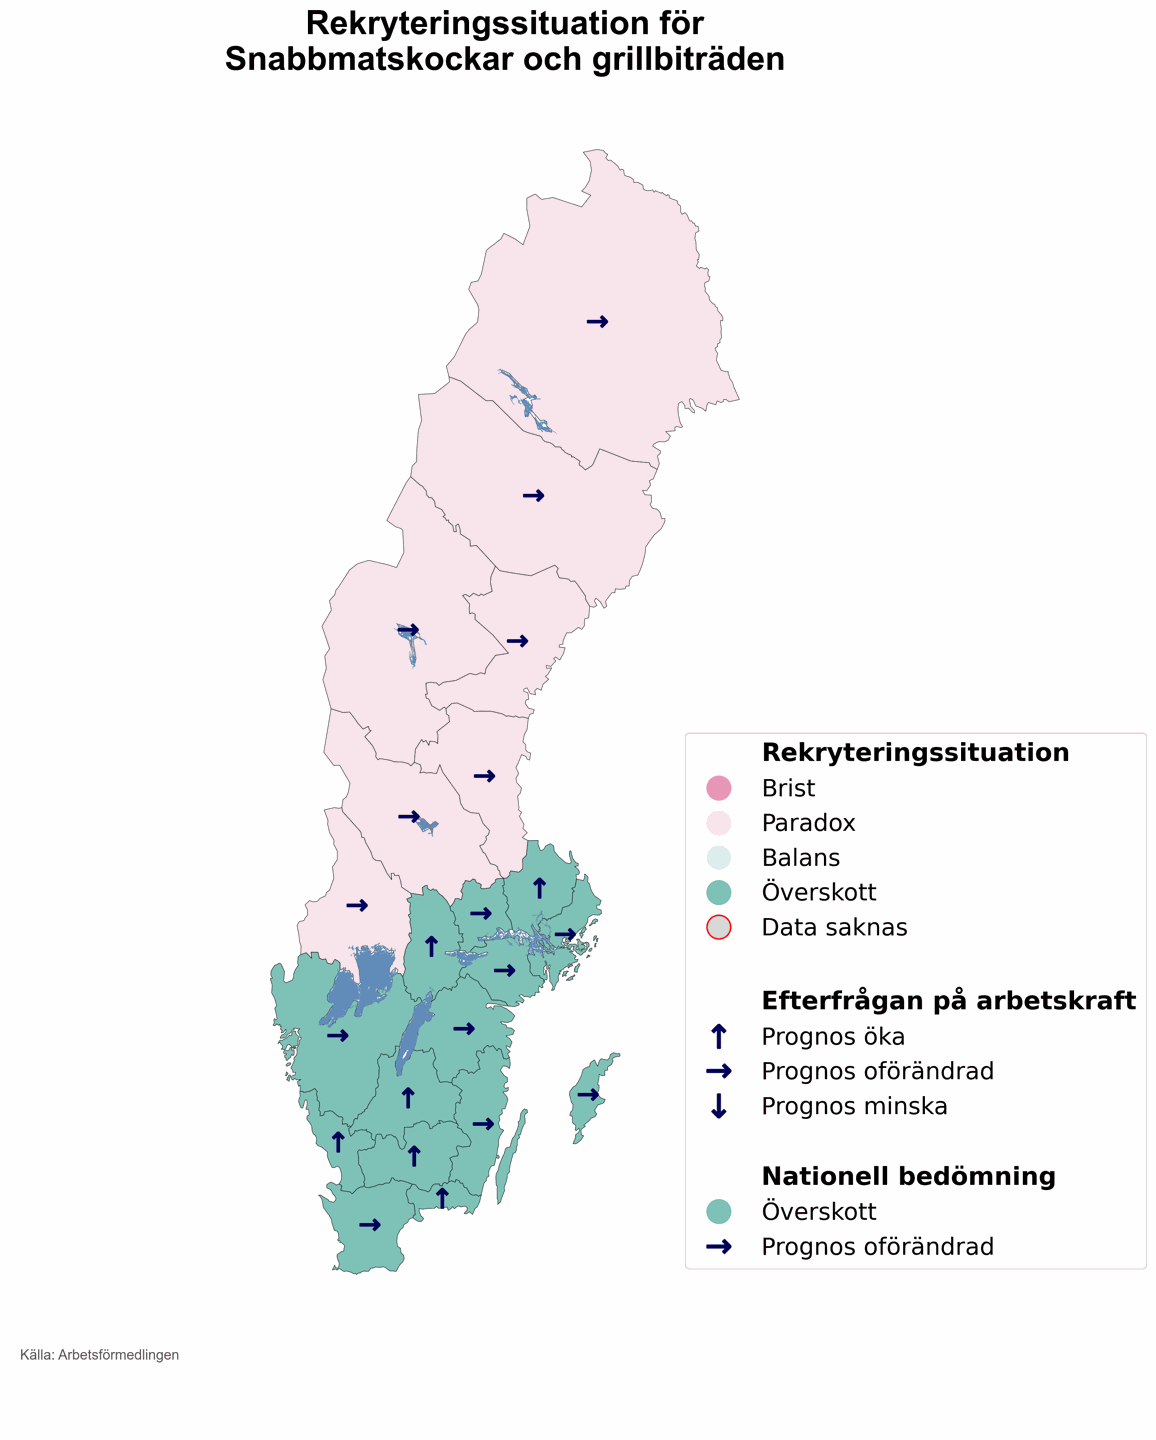 Rekryteringssituation för
Snabbmatskockar och grillbiträden
Rekryteringssituation
Brist
Paradox
Balans
Överskott
Data saknas
Efterfrågan på arbetskraft
Prognos öka
Prognos oförändrad
Prognos minska
Nationell bedömning
Överskott
Prognos oförändrad
Källa: Arbetsförmedlingen